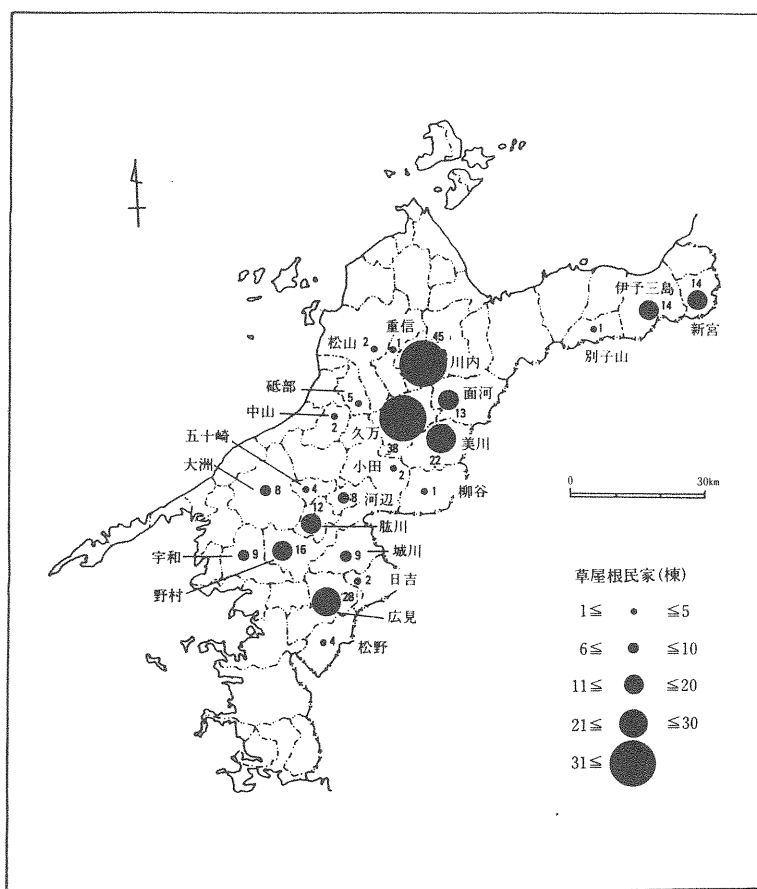 伊予三島
14
14
新宮
1
別子山
重信
45
松山
2
1
川内
砥部
5
面河
13
中山
2
久万
38
美川
22
五十崎
小田
2
大洲
8
4
8
河辺
柳谷
1
12
肱川
宇和
9
9
城川
野村
2
日吉
28
広見
4
松野
0
30km
草屋根民家(棟)
1≦ ≦5
6≦ ≦10
11≦ ≦20
21≦ ≦30
31≦